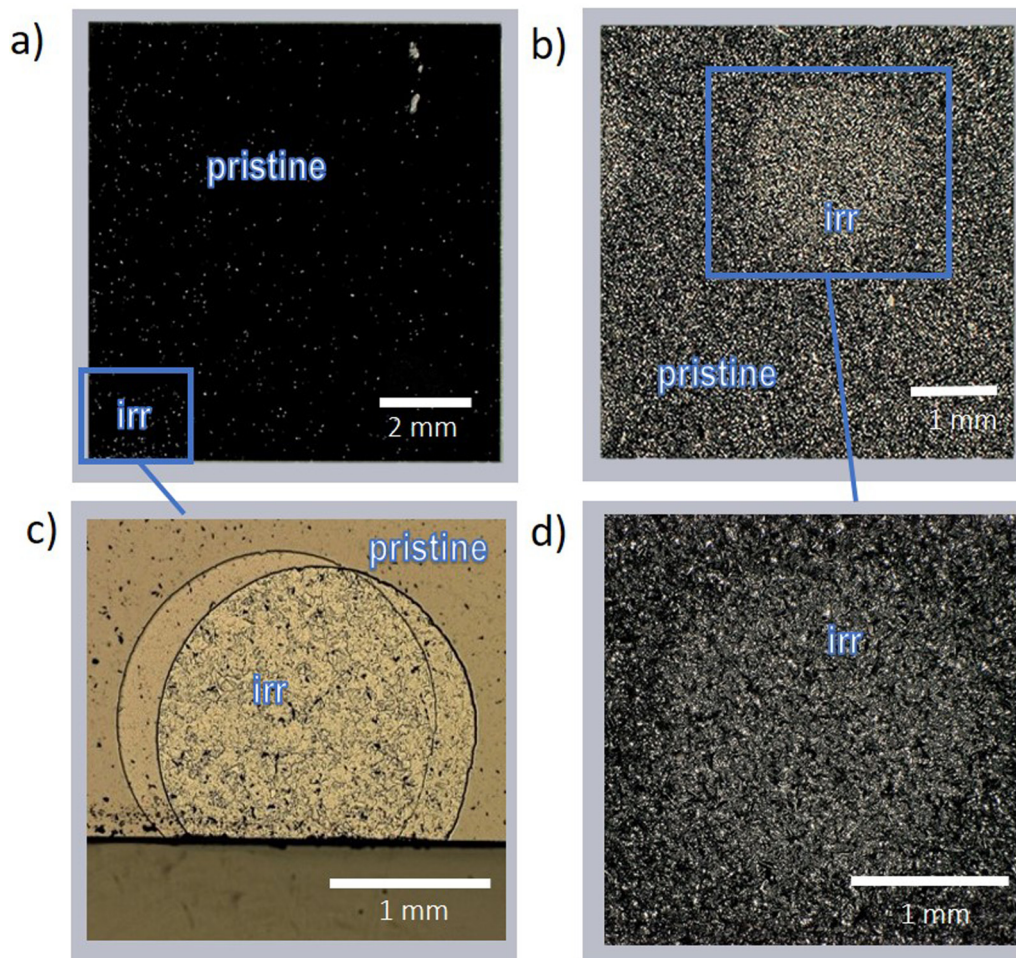 a)
pristine
irr
2 mm
b)
irr
pristine
1 mm
c)
pristine
irr
1 mm
d)
irr
1 mm